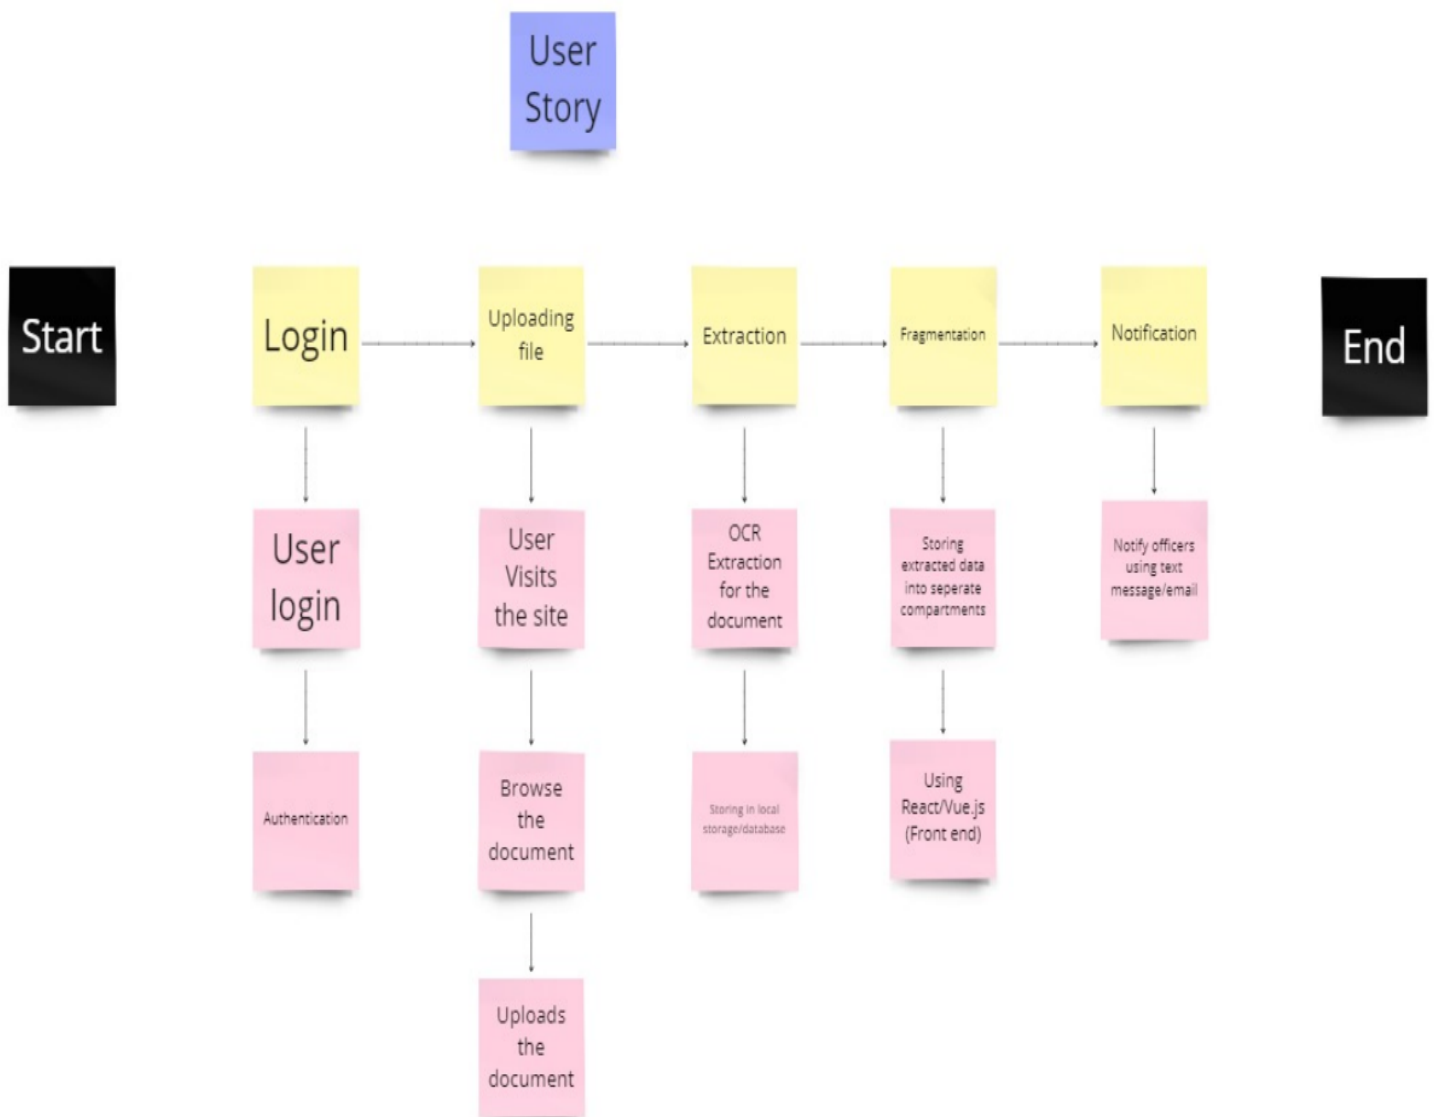 User
Story
Start
Login
Uploading
file
Extraction
Fragmentation
Notification
End
User
login
User
Visits
the site
OCR
Extraction
for the
document
Storing
extracted data
into seperate
compartments
Notify officers
using text
message/email
Authentication
Browse
the
document
Storing in local
storage/database
Using
React/Vue.js
(Front end)
Uploads
the
document